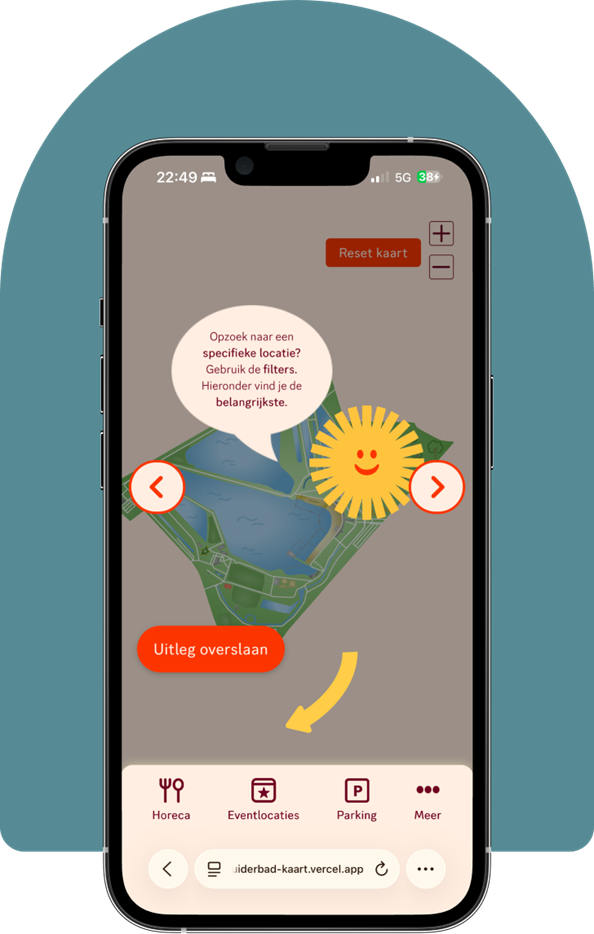 22:49
5G
38
Reset kaart
Opzoek naar een
specifieke locatie?
Gebruik de filters.
Hieronder vind je de
belangrijkste.
Uitleg overslaan
P
Horeca
Eventlocaties
Parking
Meer
uiderbad-kaart.vercel.app